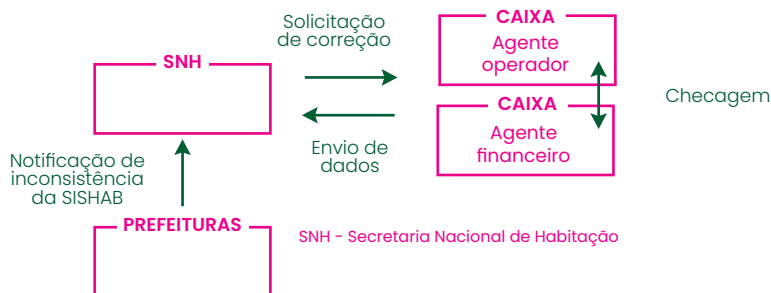 Solicitação
de correção
CAIXA
Agente
operador
SNH
Checagem
CAIXA
Agente
financeiro
Envio de
dados
Notificação de
inconsistência
da SISHAB
PREFEITURAS
SNH - Secretaria Nacional de Habitação